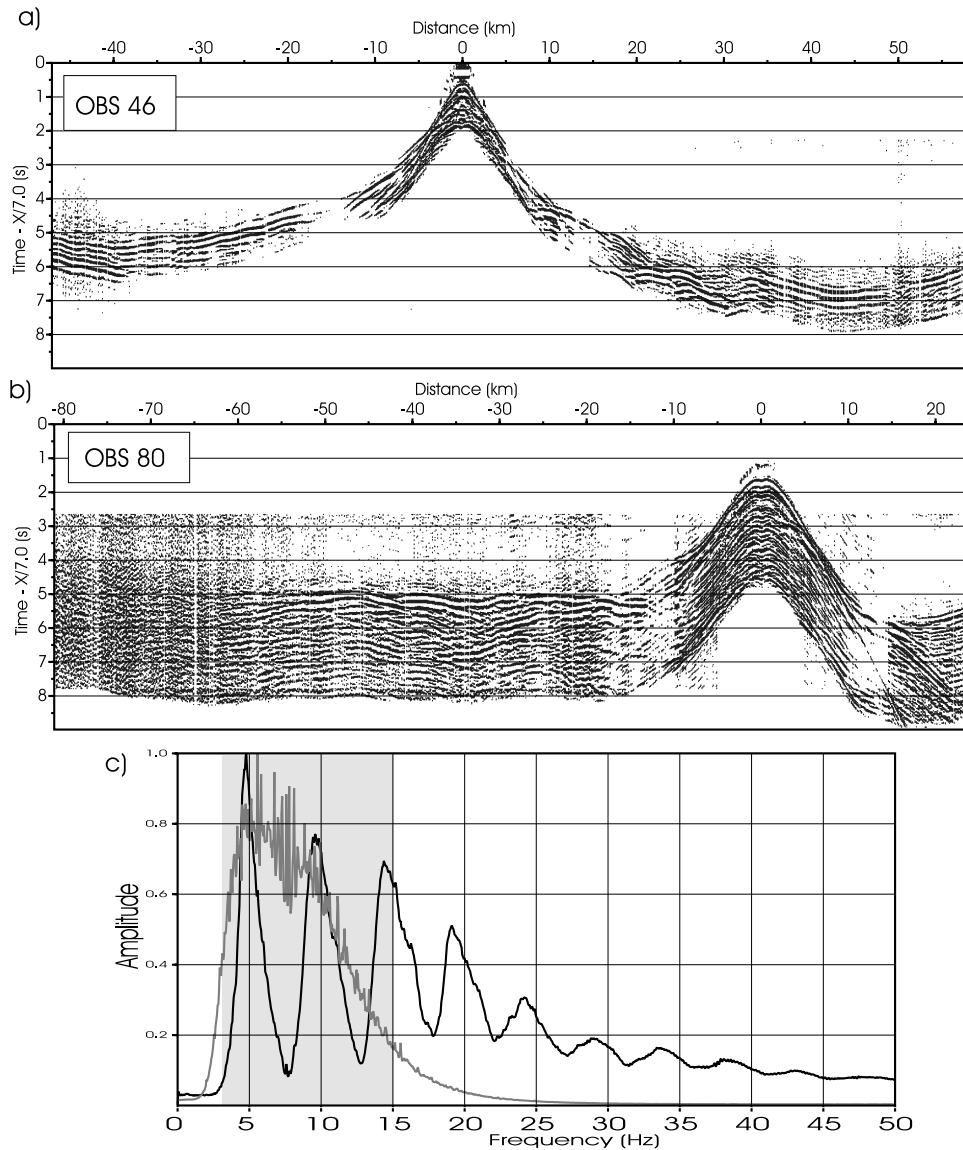 a)
Distance (km)
-40 -30 -20 -10 0 10 20 30 40 50
0
1
2
3
4
5
6
7
8
Time - X/7.0 (s)
OBS 46
b)
Distance (km)
-80 -70 -60 -50 -40 -30 -20 -10 0 10 20
0
1
2
3
4
5
6
7
8
Time - X/7.0 (s)
OBS 80
c)
1.0
0.8
0.6
0.4
0.2
Amplitude
0 5 10 15 20 25 30 35 40 45 50
Frequency (Hz)